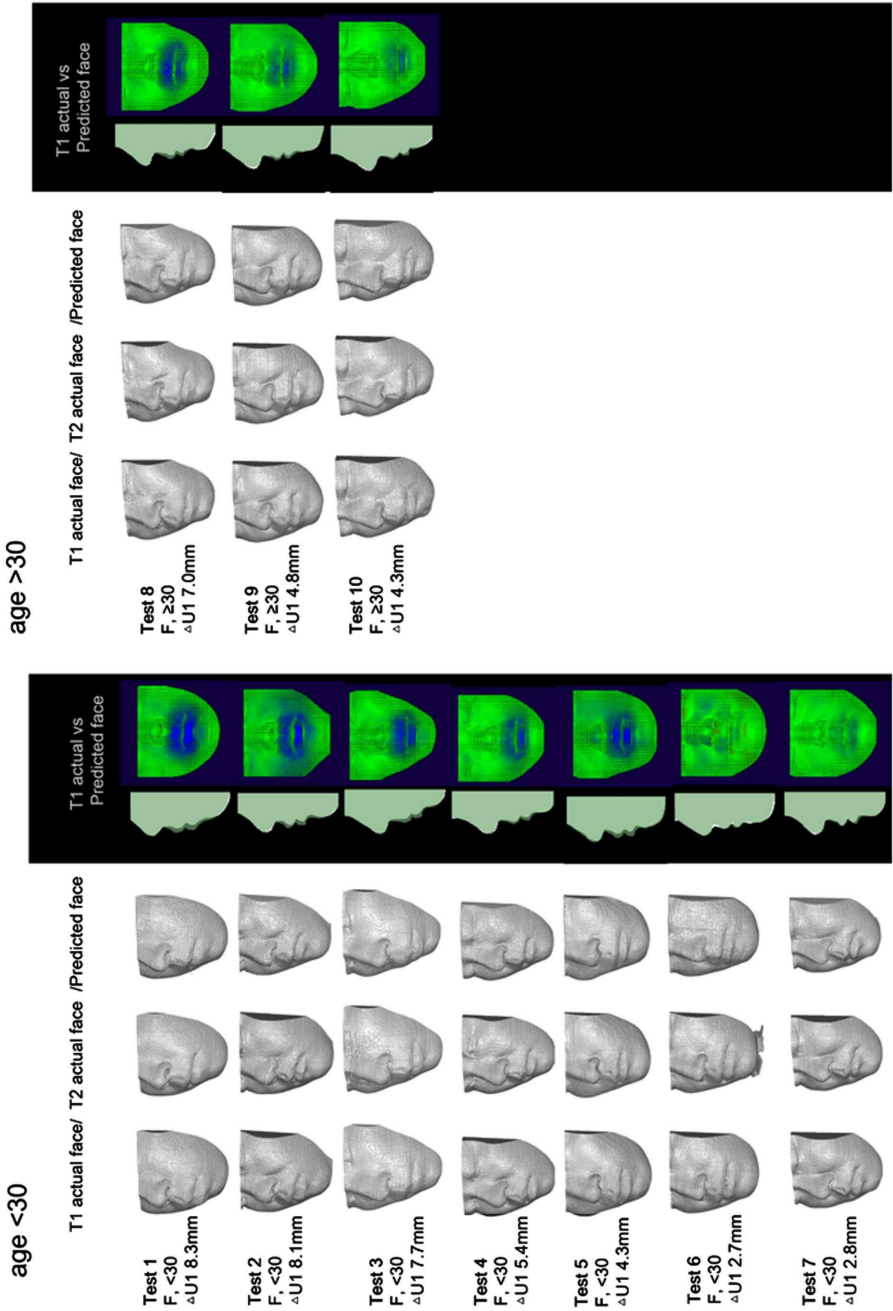 age <30
T1 actual face/ T2 actual face /Predicted face
T1 actual vs
Predicted face
Test 1
F, <30
△U1 8.3mm
Test 2
F, <30
△U1 8.1mm
Test 3
F, <30
△U1 7.7mm
Test 4
F, <30
△U1 5.4mm
Test 5
F, <30
△U1 4.3mm
Test 6
F, <30
△U1 2.7mm
Test 7
F, <30
△U1 2.8mm
age >30
T1 actual face/ T2 actual face /Predicted face
T1 actual vs
Predicted face
Test 8
F, ≥30
△U1 7.0mm
Test 9
F, ≥30
△U1 4.8mm
Test 10
F, ≥30
△U1 4.3mm